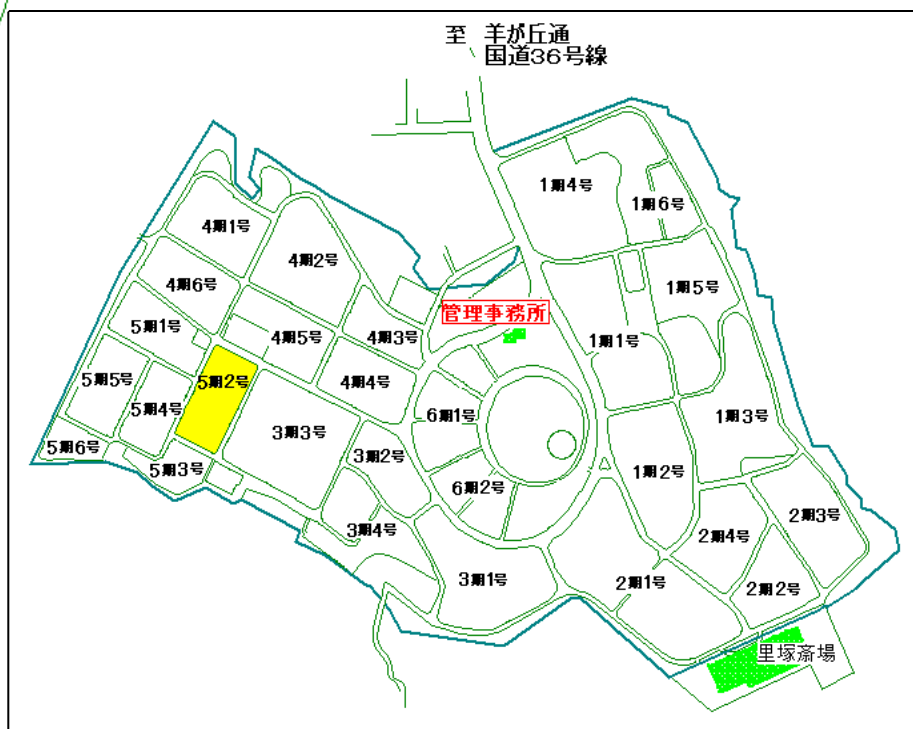 至 羊が丘通
国道36号線
1期4号
1期6号
4期1号
4期2号
4期6号
1期5号
管理事務所
5期1号
4期5号
4期3号
1期1号
5期5号
5期2号
4期4号
5期4号
6期1号
1期3号
3期3号
5期6号
3期2号
5期3号
1期2号
6期2号
2期3号
3期4号
2期4号
3期1号
2期1号
2期2号
里塚斎場